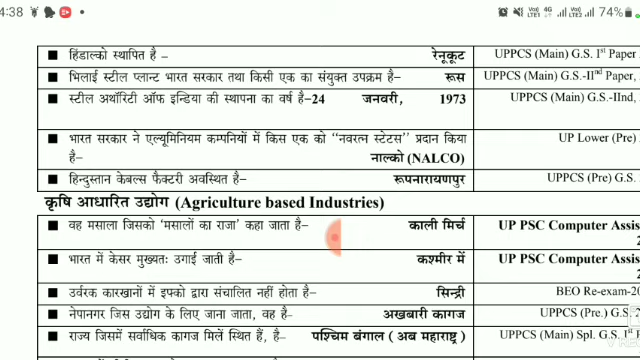 4:38 74%
हिंडाल्को स्थापित है– रेनूकूट UPPCS (Main) G.S. Ist Paper
भिलाई स्टील प्लान्ट भारत सरकार तथा किसी एक का संयुक्त उपक्रम है– रूस UPPCS (Main) G.S.-IInd Paper,
स्टील अथॉरिटी ऑफ इन्डिया की स्थापना का वर्ष है-24 जनवरी, 1973 UPPCS (Main) G.S.-IInd,
भारत सरकार ने एल्यूमिनियम कम्पनियों में किस एक को ‘‘नवरत्न स्टेटस’’ प्रदान किया UP Lower (Pre)
है– नाल्को (NALCO)
हिन्दुस्तान केबल्स फैक्टरी अवस्थित है– रूपनारायणपुर UPPCS (Pre) G.S.
कृषि आधारित उद्योग (Agriculture based Industries)
वह मसाला जिसको ‘मसालों का राजा’ कहा जाता है– काली मिर्च UP PSC Computer Assis
भारत में केसर मुख्यतः उगाई जाती है– कश्मीर में UP PSC Computer Assis
उर्वरक कारखानों में इफ्को द्वारा संचालित नहीं होता है– सिन्द्री BEO Re-exam-20
नेपानगर जिस उद्योग के लिए जाना जाता, वह है– अखबारी कागज UPPCS (Pre.) G.S.
राज्य जिसमें सर्वाधिक कागज मिलें स्थित हैं, है– पश्चिम बंगाल (अब महाराष्ट्र) UPPCS (Main) Spl. G.S. Ist P